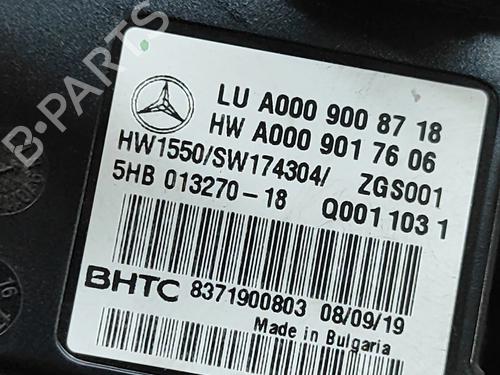 B-PARTS
LU A000 900 87 18
HW A000 901 76 06
HW1550/SW174304/ ZGS001
5HB 013270-18 Q001 103 1
BHTC 8371900803 08/09/19
Made in Bulgaria